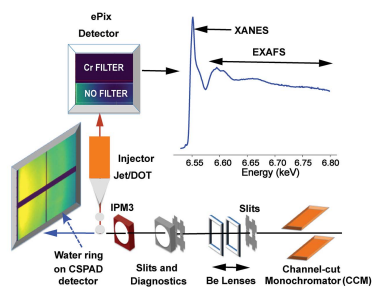 ePix
Detector
Cr FILTER
NO FILTER
XANES
EXAFS
6.55 6.60 6.65 6.70 6.75 6.80
Energy (keV)
Injector
Jet/DOT
IPM3
Slits
Water ring
on CSPAD
detector
Slits and
Diagnostics
Be Lenses
Channel-cut
Monochromator (CCM)